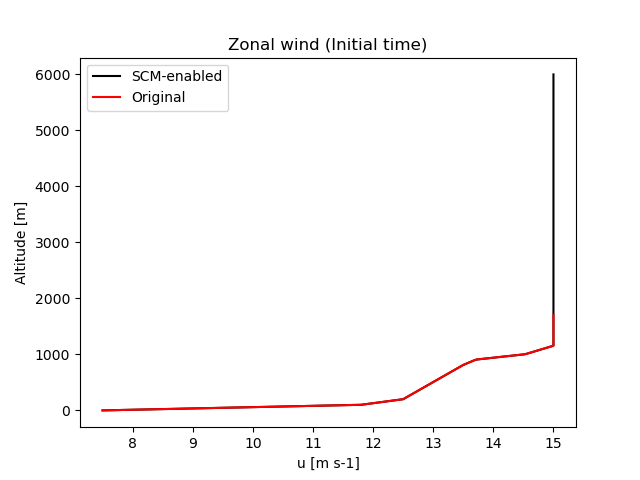 Zonal wind (Initial time)
SCM-enabled
Original
6000
5000
4000
3000
2000
1000
0
Altitude [m]
8 9 10 11 12 13 14 15
u [m s-1]